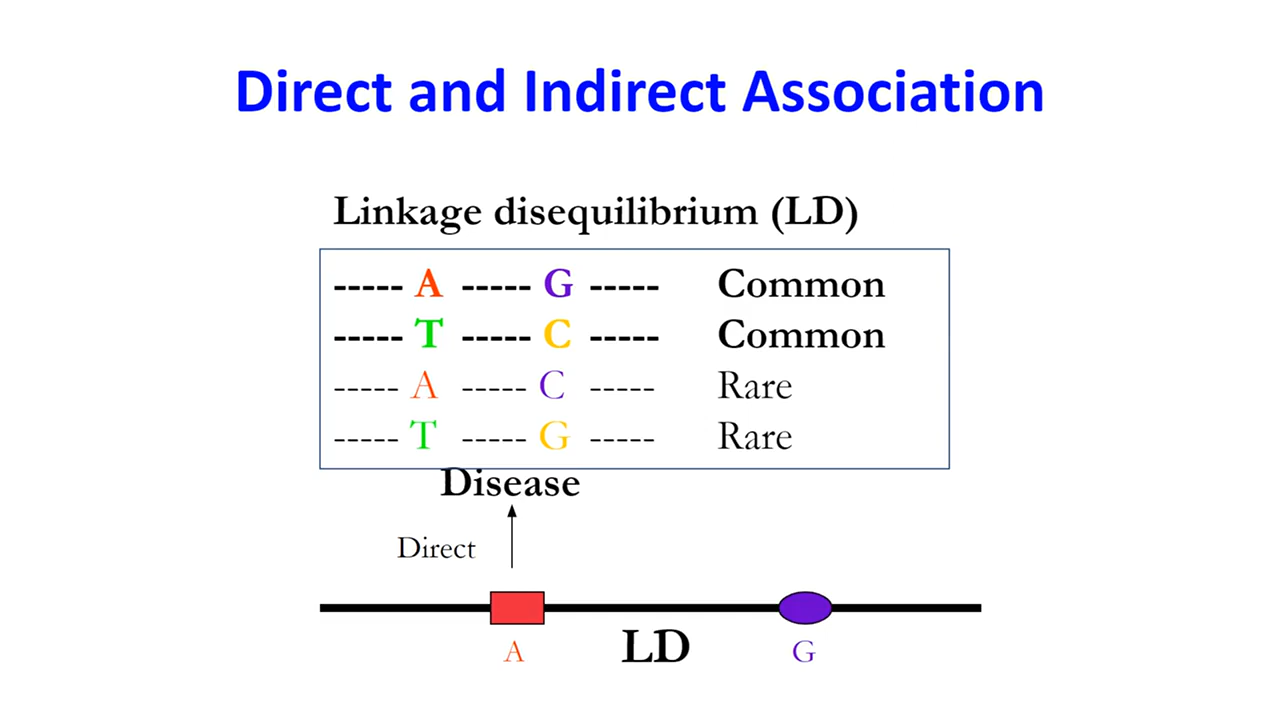 Direct and Indirect Association
Linkage disequilibrium (LD)
----- A ----- G ----- Common
----- T ----- C ----- Common
----- A ----- C ----- Rare
----- T ----- G ----- Rare
Disease
Direct
A LD G